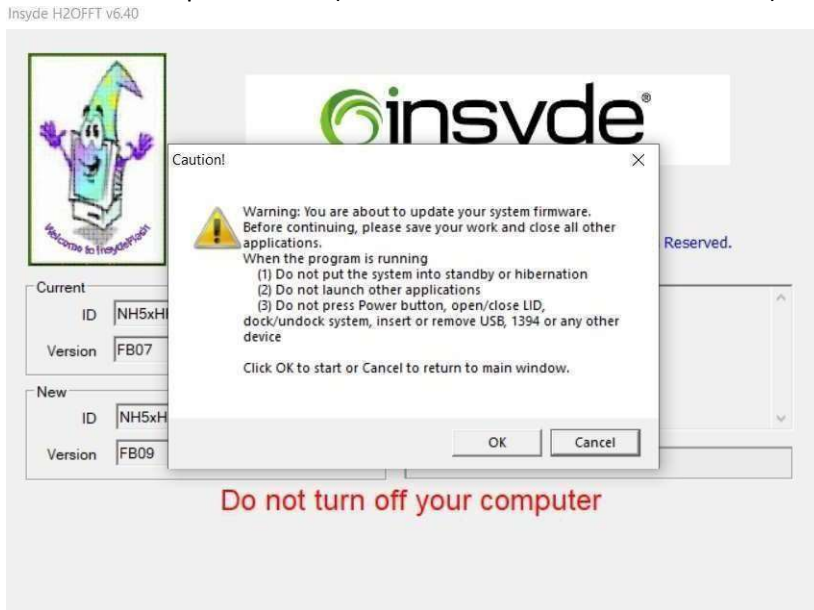 Insyde H2OFFT v6.40
insyde®
Caution!
Warning: You are about to update your system firmware.
Before continuing, please save your work and close all other
applications.
When the program is running
(1) Do not put the system into standby or hibernation
(2) Do not launch other applications
(3) Do not press Power button, open/close LID,
dock/undock system, insert or remove USB, 1394 or any other
device
Click OK to start or Cancel to return to main window.
OK Cancel
Welcome to InsydeFlash
Reserved.
Current
ID
Version FB07
New
ID
Version FB09
Do not turn off your computer